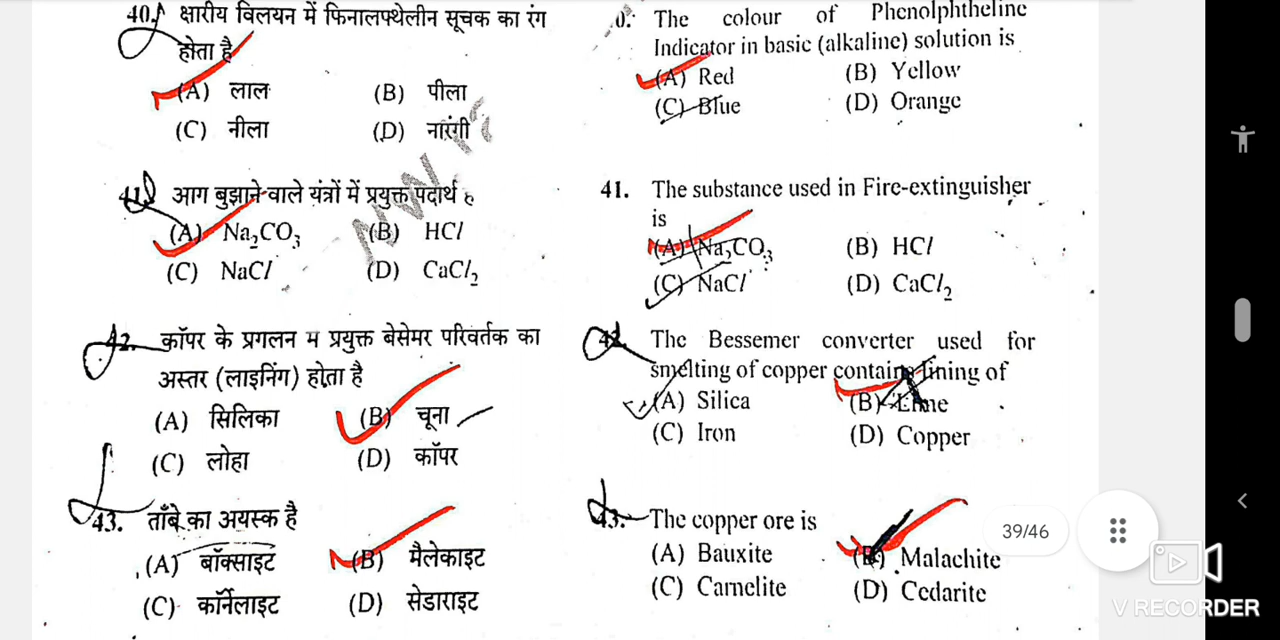 40. क्षारीय विलयन में फिनालफ्थेलीन सूचक का रंग
होता है
(A) लाल (B) पीला
(C) नीला (D) नारंगी
41. आग बुझाने वाले यंत्रों में प्रयुक्त पदार्थ ह
(A) Na₂CO₃ (B) HCl
(C) NaCl (D) CaCl₂
42. कॉपर के प्रगलन म प्रयुक्त बेसेमर परिवर्तक का
अस्तर (लाइनिंग) होता है
(A) सिलिका (B) चूना
(C) लोहा (D) कॉपर
43. ताँबे का अयस्क है
(A) बॉक्साइट (B) मैलेकाइट
(C) कॉर्नेलाइट (D) सेडाराइट
0. The colour of Phenolphtheline
Indicator in basic (alkaline) solution is
(A) Red (B) Yellow
(C) Blue (D) Orange
41. The substance used in Fire-extinguisher
is
(A) Na₂CO₃ (B) HCl
(C) NaCl (D) CaCl₂
42. The Bessemer converter used for
smelting of copper contains lining of
(A) Silica (B) Lime
(C) Iron (D) Copper
43. The copper ore is
(A) Bauxite (B) Malachite
(C) Carnelite (D) Cedarite
39/46
V RECORDER